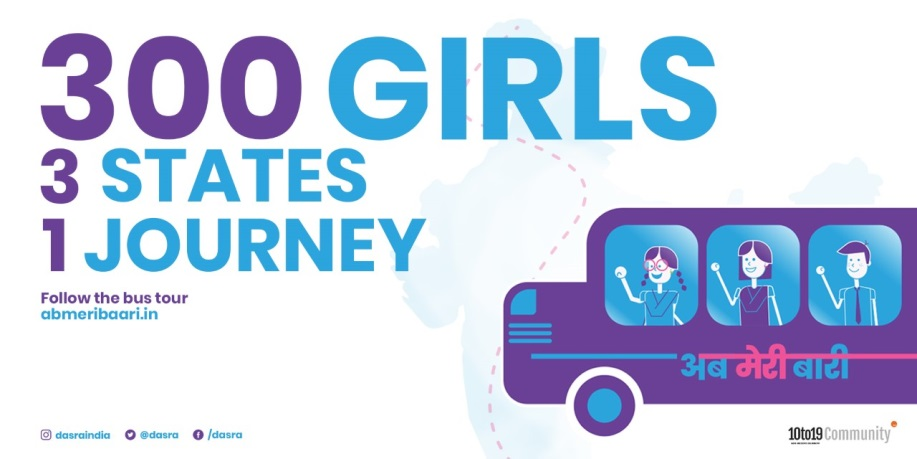 300 GIRLS
3 STATES
1 JOURNEY
Follow the bus tour
abmeribaari.in
अब मेरी बारी
dasraindia @dasra /dasra
10to19 Community